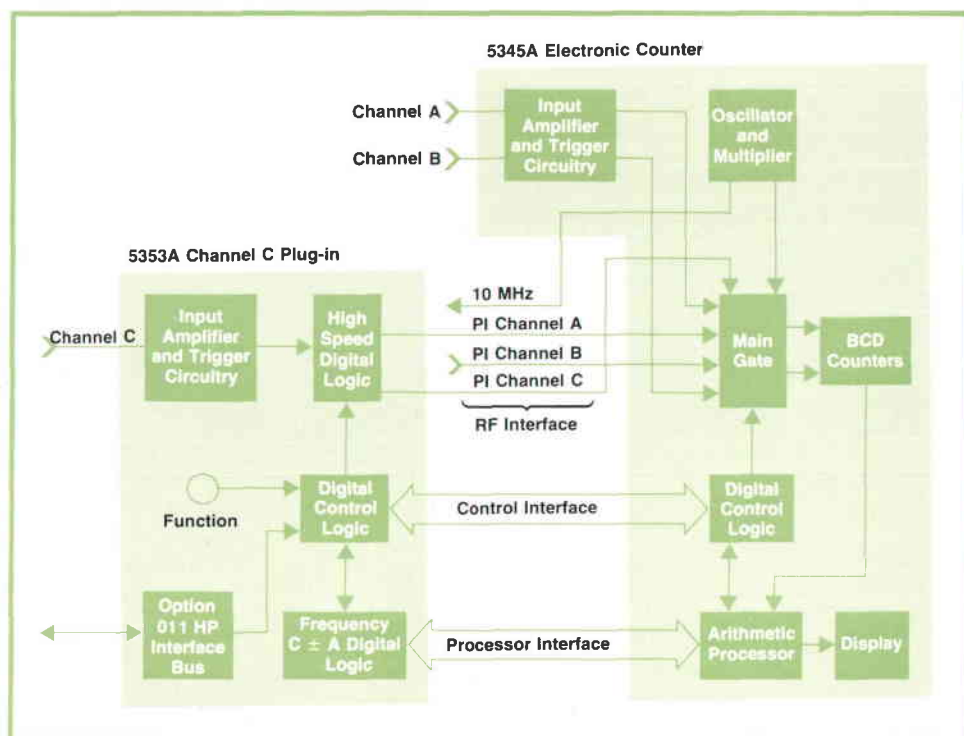 5345A Electronic Counter
Channel A
Channel B
Input
Amplifier
and Trigger
Circuitry
Oscillator
and
Multiplier
5353A Channel C Plug-in
Channel C
Input
Amplifier
and Trigger
Circuitry
High
Speed
Digital
Logic
10 MHz
PI Channel A
PI Channel B
PI Channel C
RF Interface
Main
Gate
BCD
Counters
Function
Digital
Control
Logic
Control Interface
Digital
Control
Logic
Option
011 HP
Interface
Bus
Frequency
C ± A Digital
Logic
Processor Interface
Arithmetic
Processor
Display